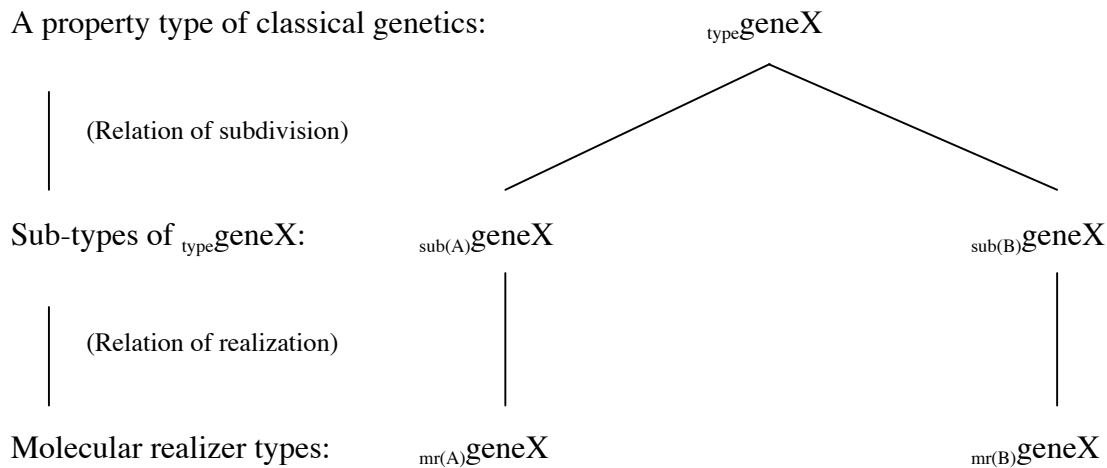 A property type of classical genetics: typegeneX
(Relation of subdivision)
Sub-types of typegeneX: sub(A)geneX sub(B)geneX
(Relation of realization)
Molecular realizer types: mr(A)geneX mr(B)geneX